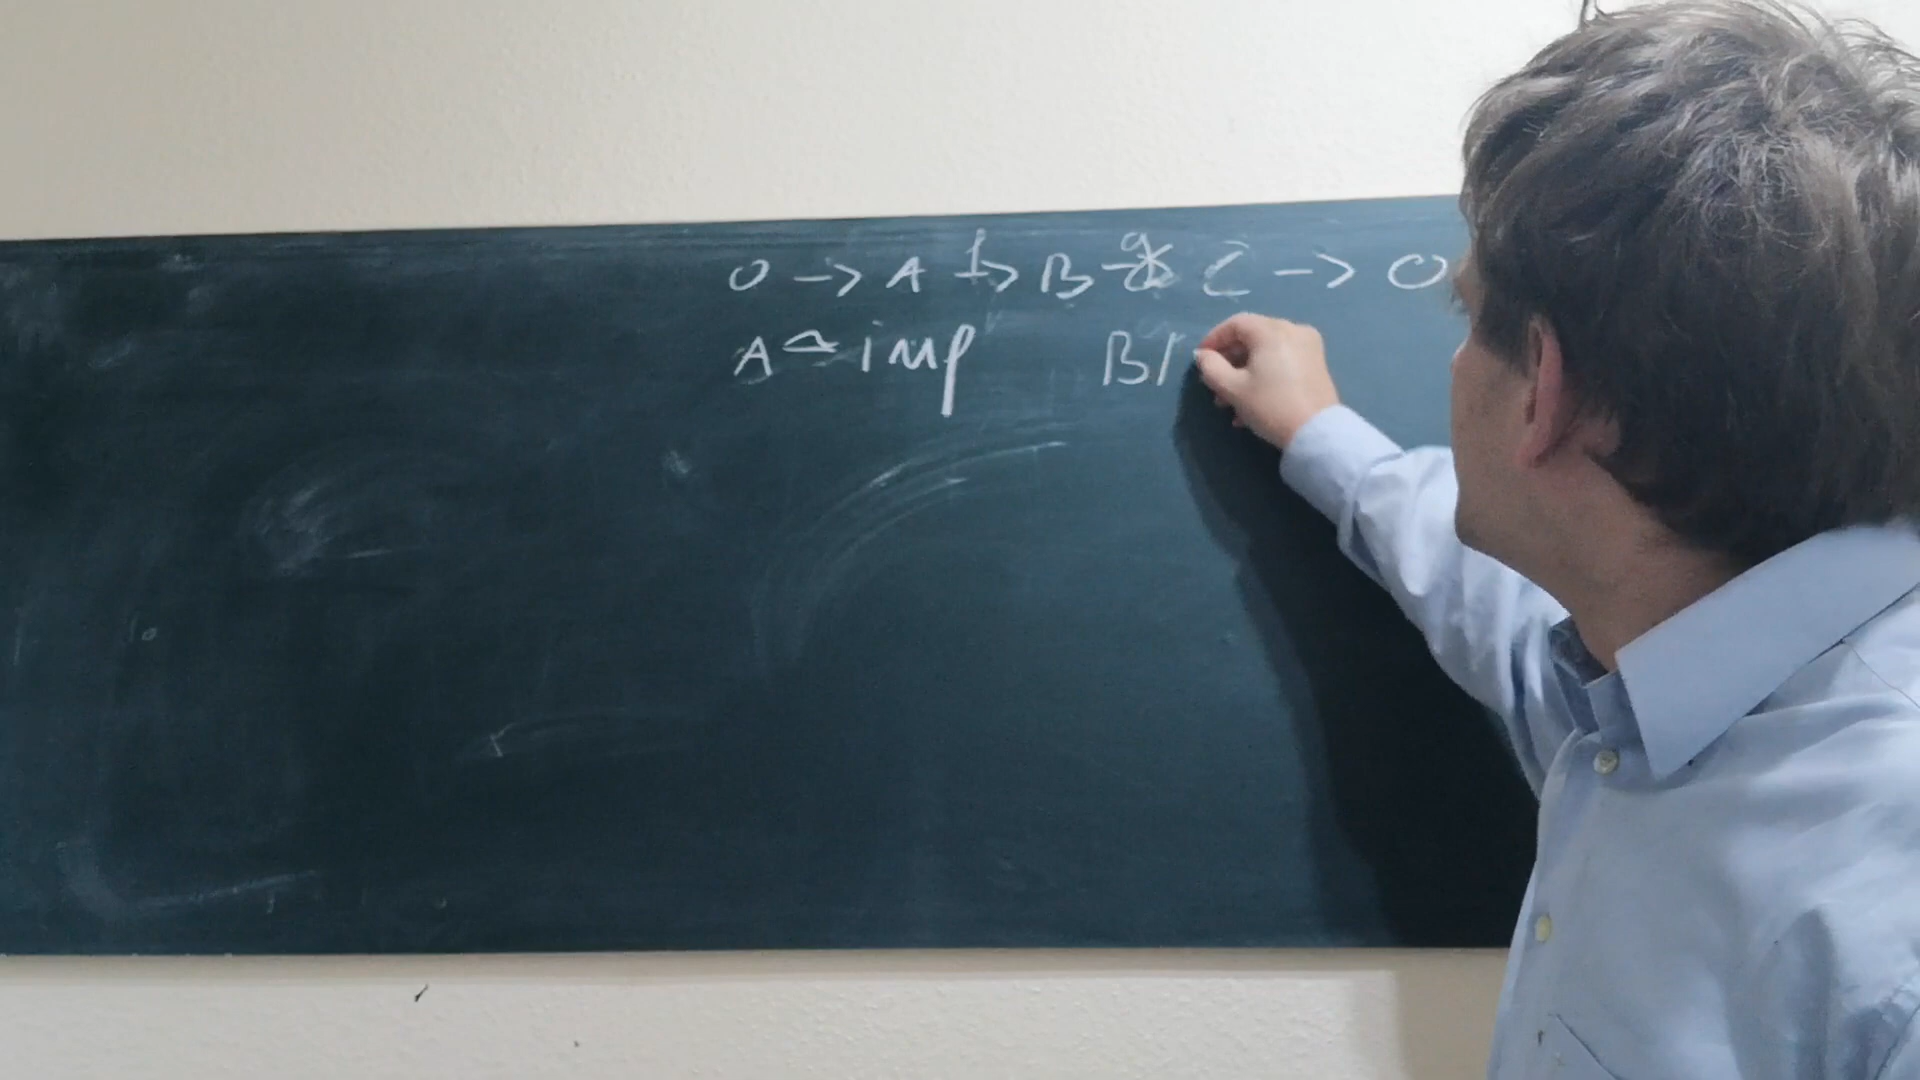 0 → A f→ B g→ C → 0
A ≃ im f B/